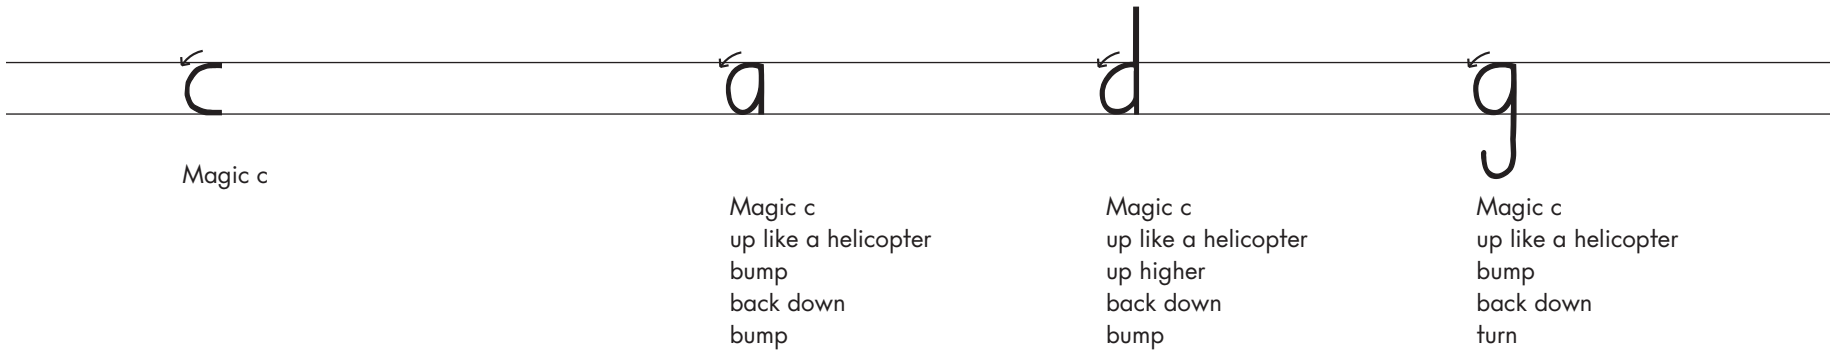 c a d g
Magic c
Magic c
up like a helicopter
bump
back down
bump
Magic c
up like a helicopter
up higher
back down
bump
Magic c
up like a helicopter
bump
back down
turn